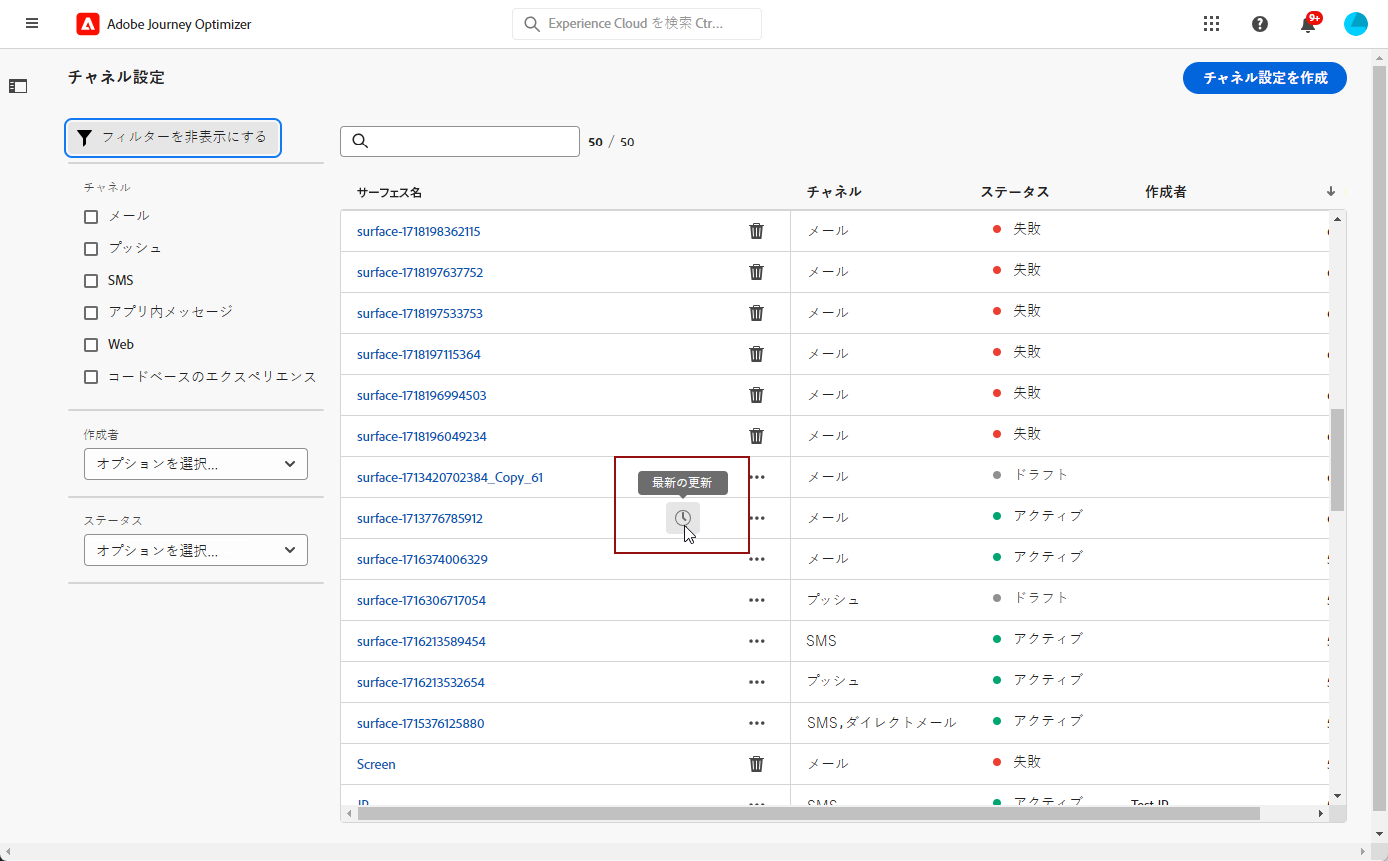 Adobe Journey Optimizer
Experience Cloud を検索 Ctr...
9+
チャネル設定
チャネル設定を作成
フィルターを非表示にする
50 / 50
チャネル
メール
プッシュ
SMS
アプリ内メッセージ
Web
コードベースのエクスペリエンス
作成者
オプションを選択...
ステータス
オプションを選択...
サーフェス名 チャネル ステータス 作成者
surface-1718198362115 メール 失敗
surface-1718197637752 メール 失敗
surface-1718197533753 メール 失敗
surface-1718197115364 メール 失敗
surface-1718196994503 メール 失敗
surface-1718196049234 メール 失敗
surface-1713420702384_Copy_61 メール ドラフト
最新の更新
surface-1713776785912 メール アクティブ
surface-1716374006329 メール アクティブ
surface-1716306717054 プッシュ ドラフト
surface-1716213589454 SMS アクティブ
surface-1716213532654 プッシュ アクティブ
surface-1715376125880 SMS,ダイレクトメール アクティブ
Screen メール 失敗
SMS アクティブ Test JP